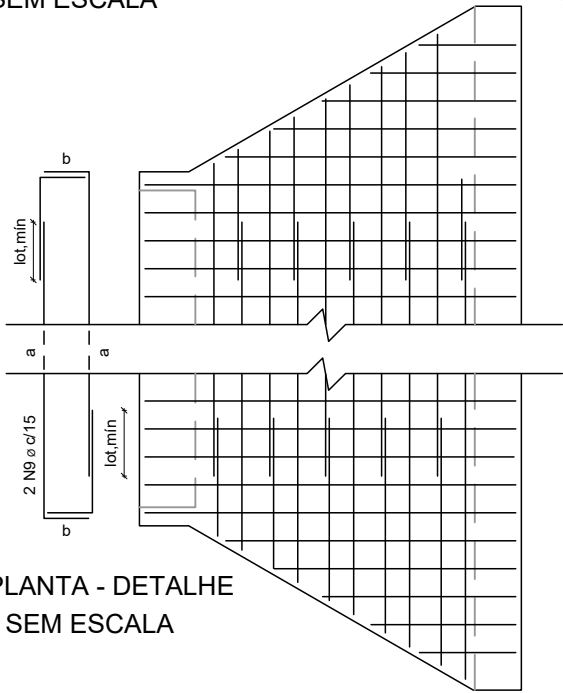 SEM ESCALA
b
lot,mín
a
a
2 N9 ø c/15
lot,mín
b
PLANTA - DETALHE
SEM ESCALA